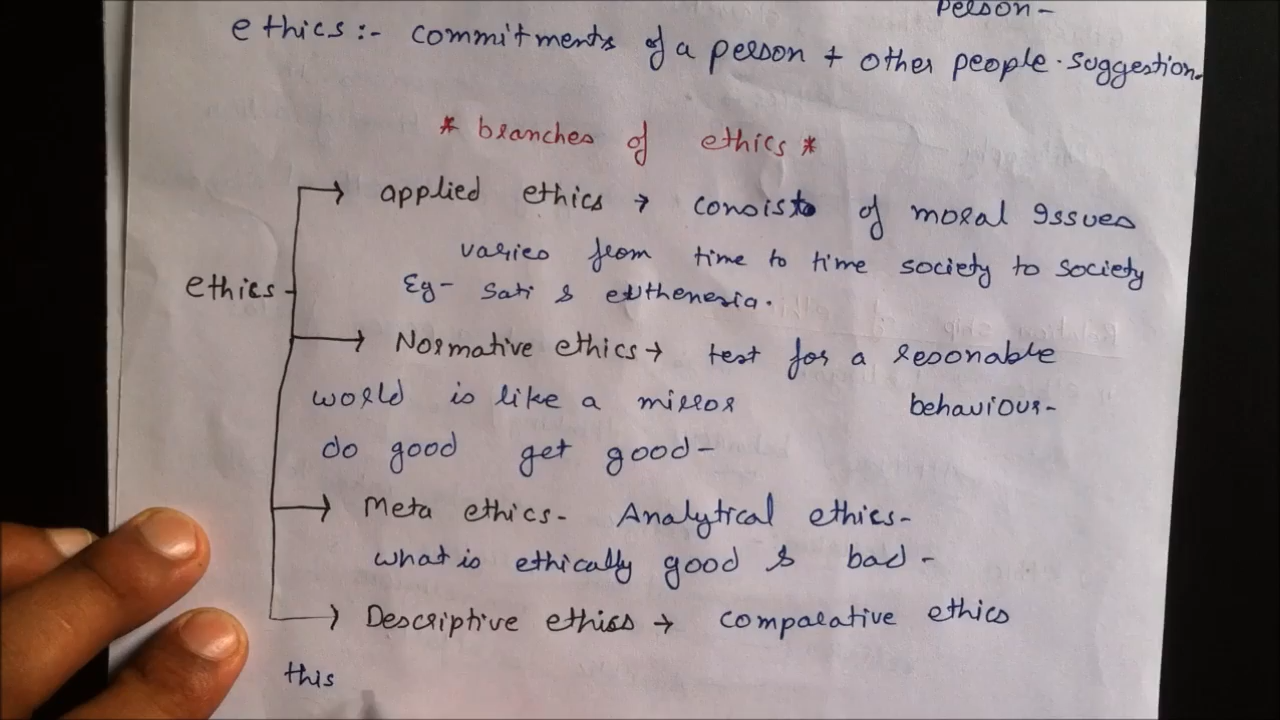 person-
ethics:- commitments of a person + other people. suggestion.
* branches of ethics *
applied ethics → consists of moral Issues
varies from time to time society to society
ethics
Eg- Sati & euthenesia.
Normative ethics → test for a resonable
world is like a mirror behaviour-
do good get good-
Meta ethics- Analytical ethics-
what is ethically good & bad-
Descriptive ethics → comparative ethics
this